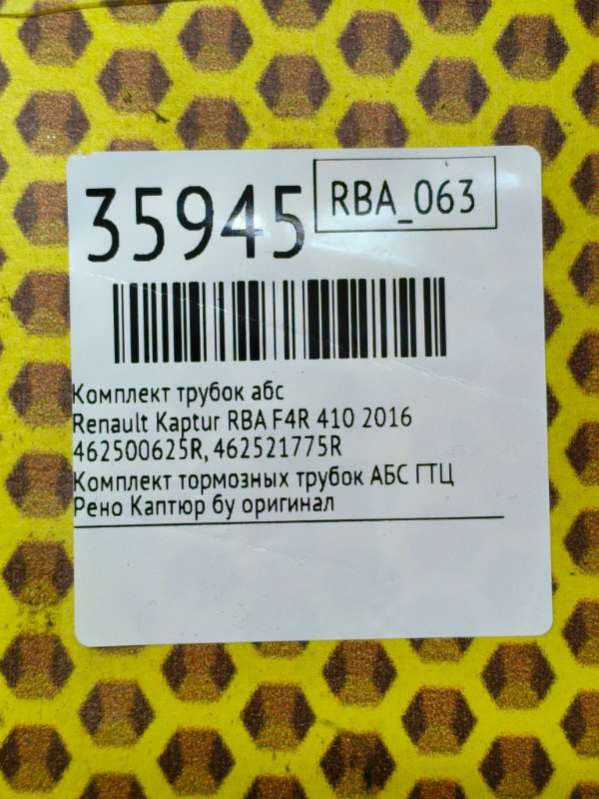 35945
RBA_063
Комплект трубок абс
Renault Kaptur RBA F4R 410 2016
462500625R, 462521775R
Комплект тормозных трубок АБС ГТЦ
Рено Каптюр бу оригинал